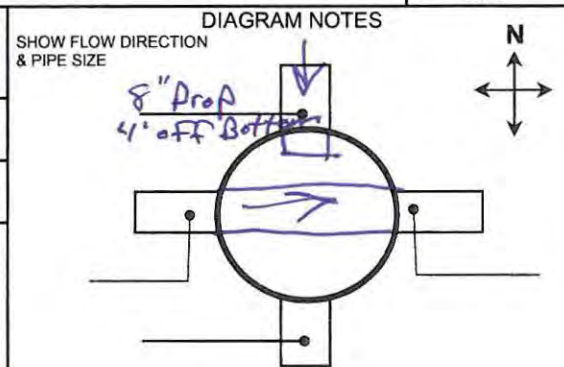 DIAGRAM NOTES
SHOW FLOW DIRECTION
& PIPE SIZE
N
8" Drop
4' off Bottom